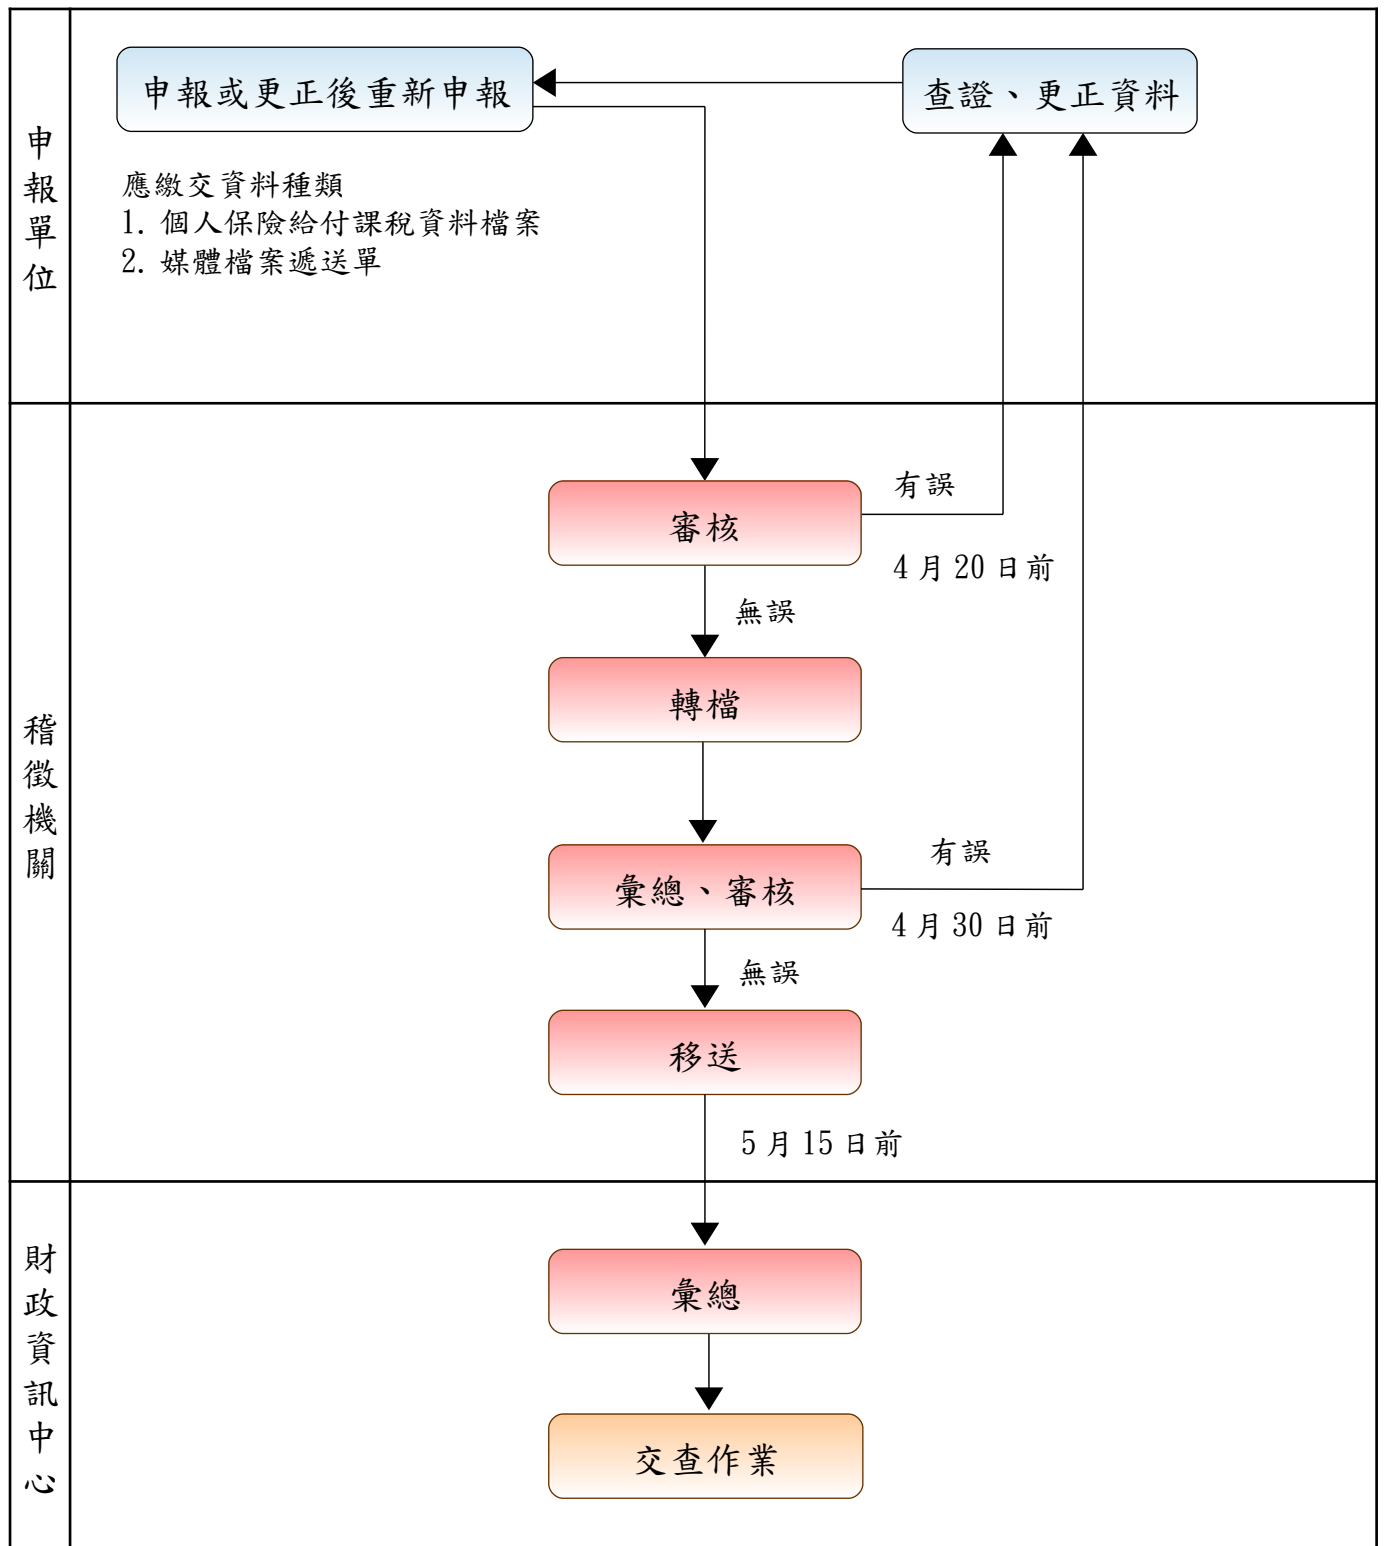 申報單位
申報或更正後重新申報
查證、更正資料
應繳交資料種類
1. 個人保險給付課稅資料檔案
2. 媒體檔案遞送單
稽徵機關
審核
有誤
4月20日前
無誤
轉檔
彙總、審核
有誤
4月30日前
無誤
移送
5月15日前
財政資訊中心
彙總
交查作業